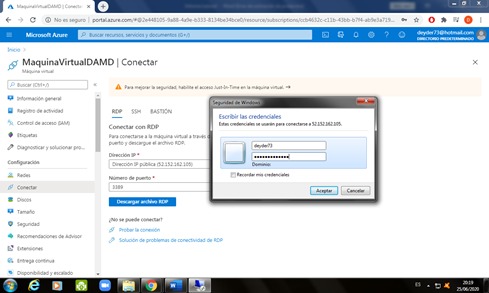 MaquinaVirtualDAMD - Microsoft A
No es seguro | portal.azure.com/#@2e448105-9a88-4a9e-b333-8134be34bce0/resource/subscriptions/
Microsoft Azure
Buscar recursos, servicios y documentos (G+/)
deyder73@hotmail.com
DIRECTORIO PREDETERMINADO
Inicio
MaquinaVirtualDAMD | Conectar
Máquina virtual
Buscar (Ctrl+/)
Para mejorar la seguridad, habilite el acceso Just-In-Time en la máquina virtual. →
Información general
Registro de actividad
Control de acceso (IAM)
Etiquetas
Diagnosticar y solucionar pro...
Configuración
Redes
Conectar
Discos
Tamaño
Seguridad
Recomendaciones de Advisor
Extensiones
Entrega continua
Disponibilidad y escalado
RDP
SSH
BASTIÓN
Conectar con RDP
Para conectarse a la máquina virtual a través de
puerto y descargue el archivo RDP.
Dirección IP *
Dirección IP pública (52.152.162.105)
Número de puerto *
3389
Descargar archivo RDP
¿No se puede conectar?
Probar la conexión
Solución de problemas de conectividad de RDP
Seguridad de Windows
Escribir las credenciales
Estas credenciales se usarán para conectarse a 52.152.162.105.
deyder73
Dominio:
Recordar mis credenciales
Aceptar
Cancelar
ES
20:19
25/06/2020